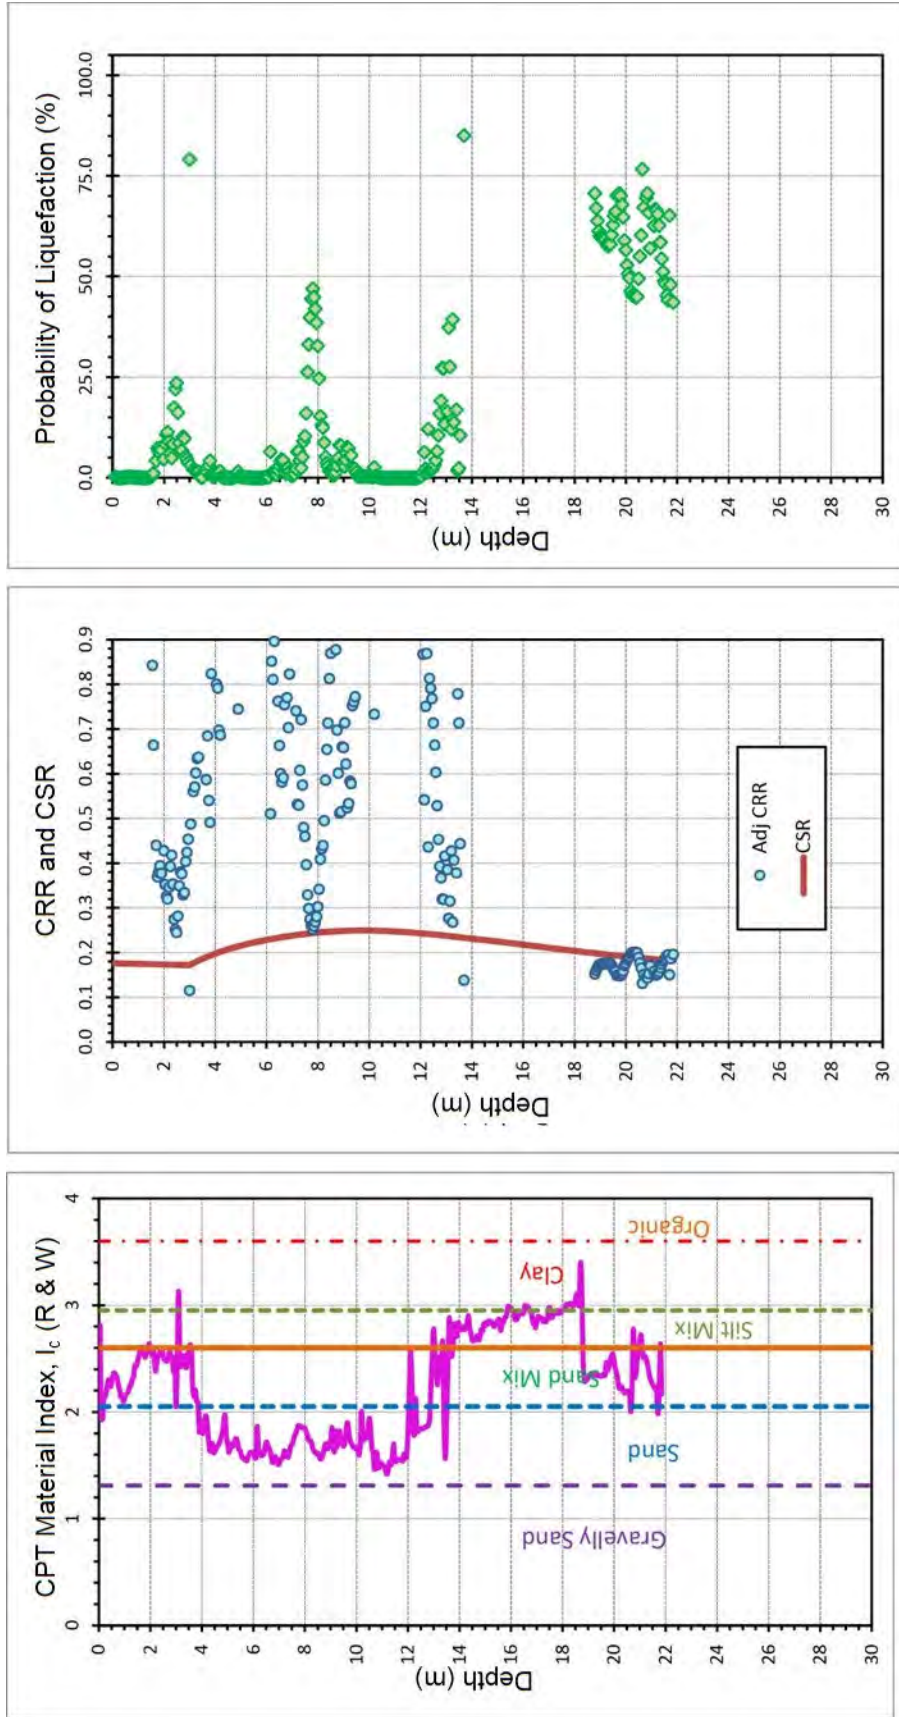 Probability of Liquefaction (%)
0.0 25.0 50.0 75.0 100.0
Depth (m)
0
2
4
6
8
10
12
14
16
18
20
22
24
26
28
30
CRR and CSR
0.0 0.1 0.2 0.3 0.4 0.5 0.6 0.7 0.8 0.9
Depth (m)
0
2
4
6
8
10
12
14
16
18
20
22
24
26
28
30
Adj CRR
CSR
CPT Material Index, Ic (R & W)
0 1 2 3 4
Depth (m)
0
2
4
6
8
10
12
14
16
18
20
22
24
26
28
30
Organic
Clay
Silt Mix
Sand Mix
Sand
Gravelly Sand